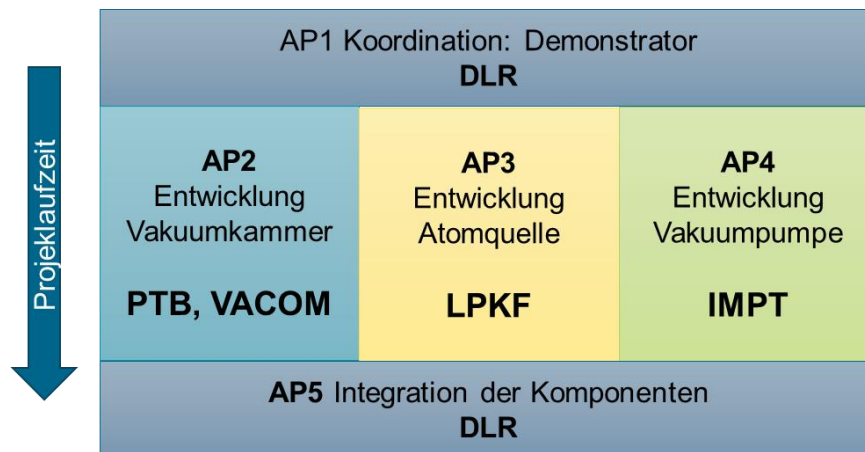 AP1 Koordination: Demonstrator
DLR
Projeklaufzeit
AP2
Entwicklung
Vakuumkammer
PTB, VACOM
AP3
Entwicklung
Atomquelle
LPKF
AP4
Entwicklung
Vakuumpumpe
IMPT
AP5 Integration der Komponenten
DLR